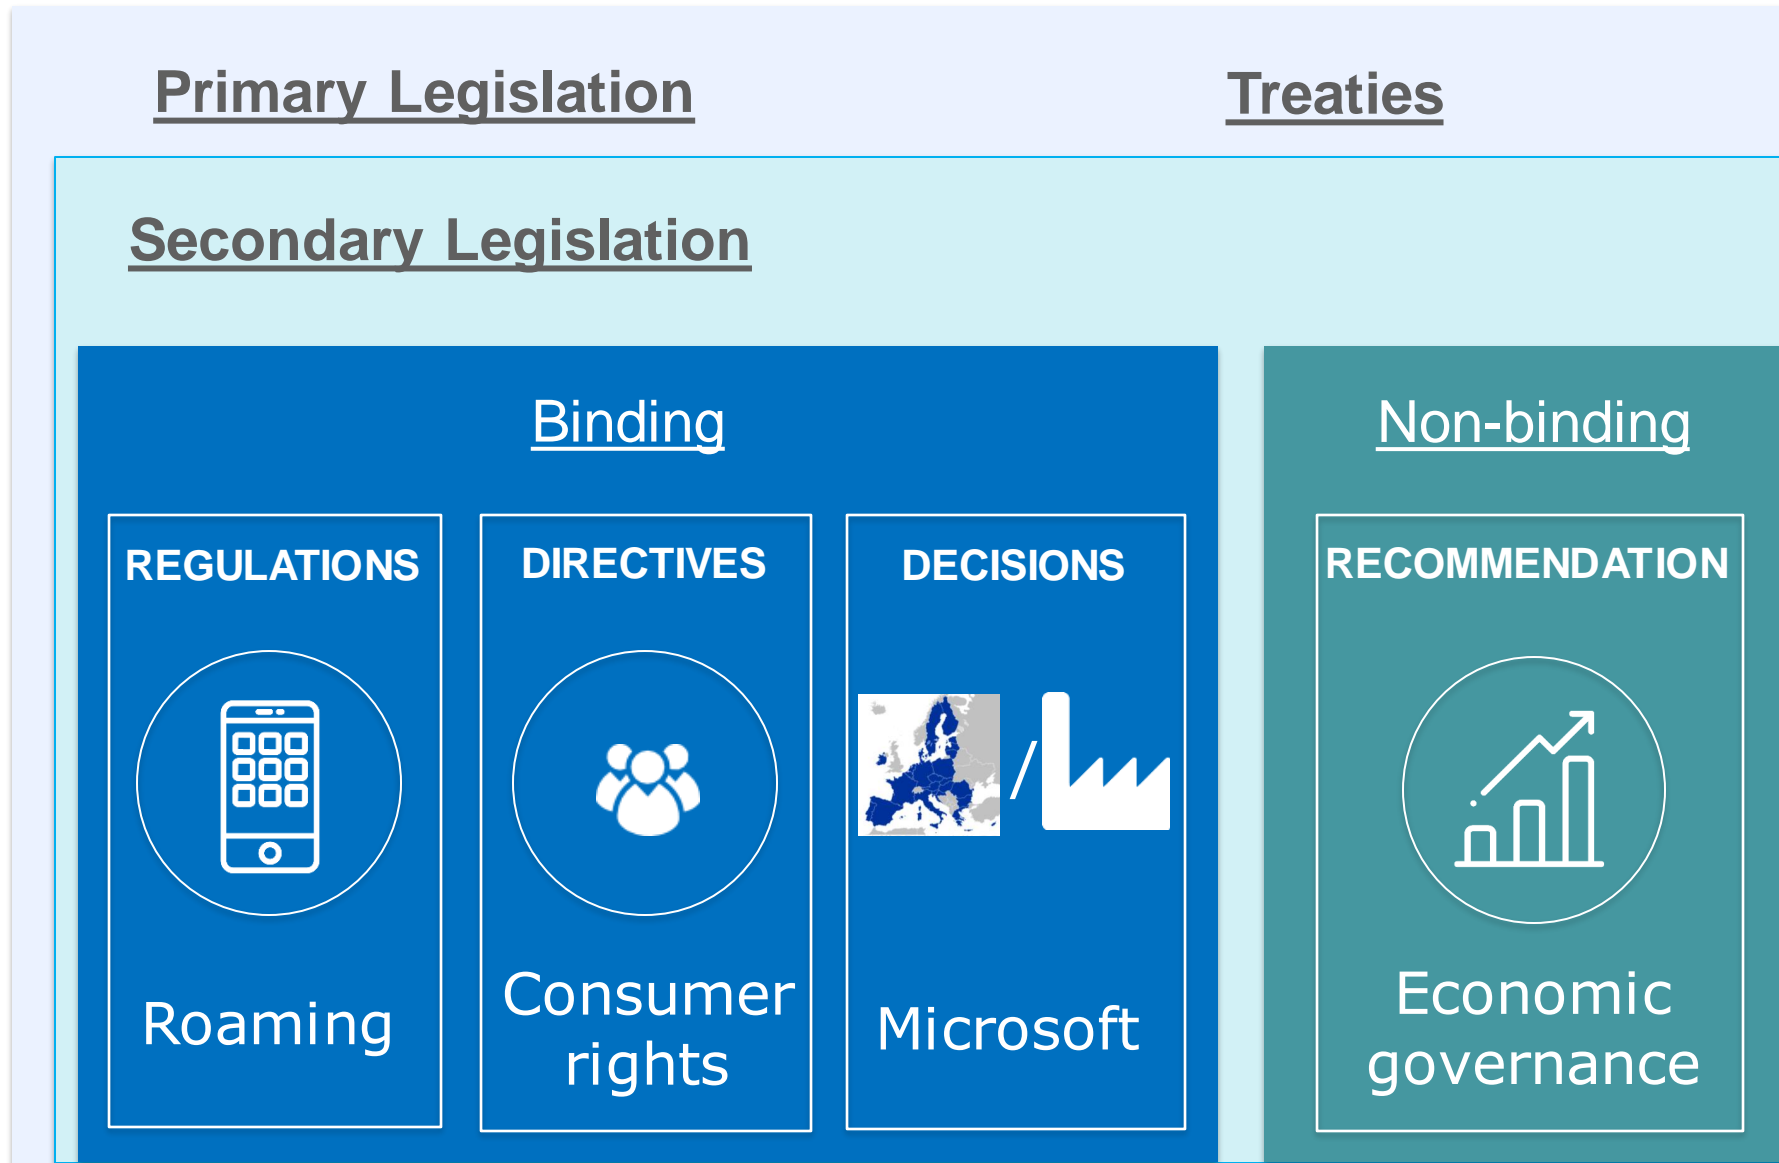 Primary Legislation
Treaties
Secondary Legislation
Binding
Non-binding
REGULATIONS
DIRECTIVES
DECISIONS
RECOMMENDATION
/
Roaming
Consumer
rights
Microsoft
Economic
governance